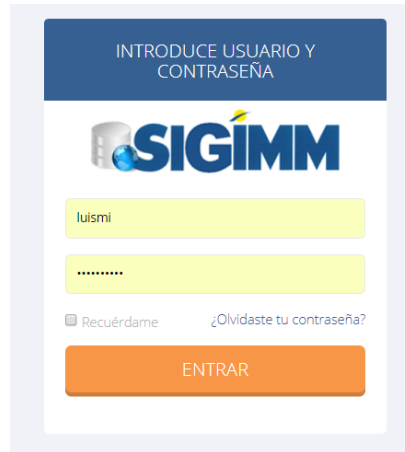 INTRODUCE USUARIO Y
CONTRASEÑA
SIGIMM
luismi
••••••••••
Recuérdame ¿Olvidaste tu contraseña?
ENTRAR